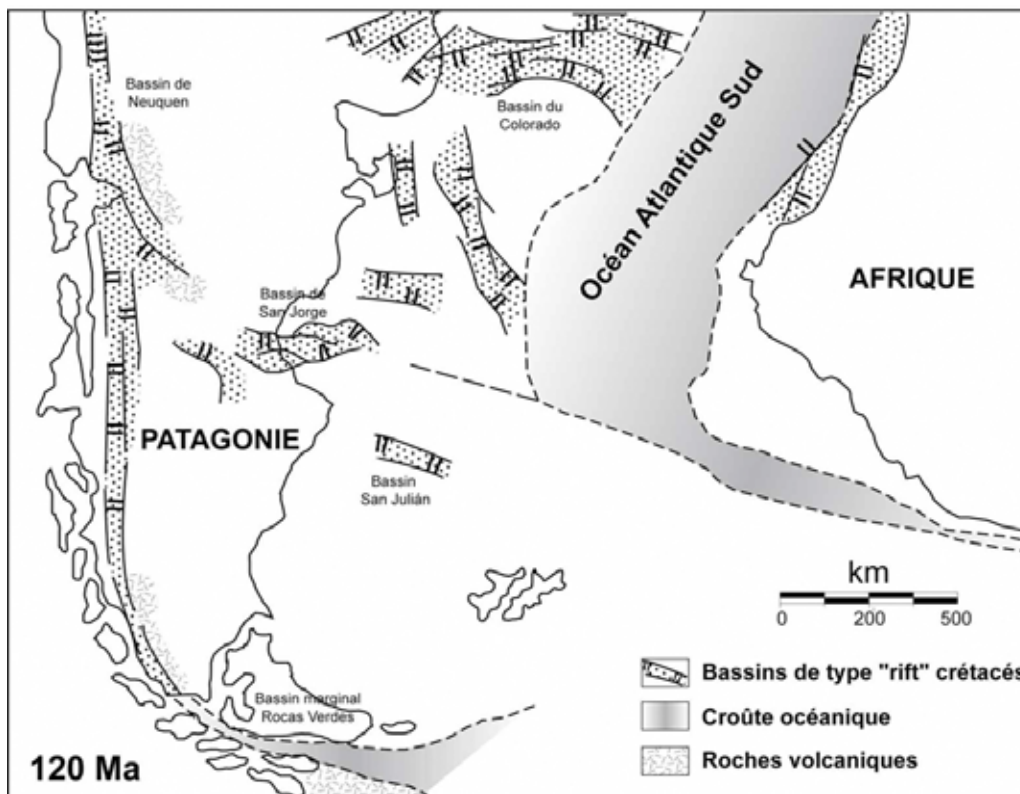 Bassin de
Neuquen
Bassin du
Colorado
Océan Atlantique Sud
AFRIQUE
Bassin de
San Jorge
PATAGONIE
Bassin
San Julián
km
0 200 500
Bassin marginal
Rocas Verdes
Bassins de type "rift" crétacés
Croûte océanique
Roches volcaniques
120 Ma